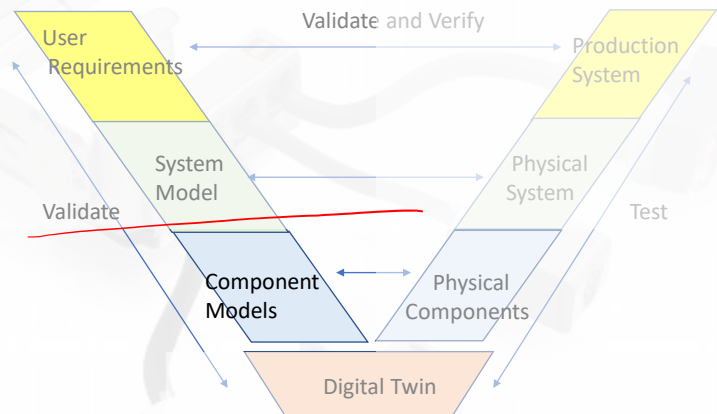 Validate and Verify
User
Requirements
Production
System
System
Model
Physical
System
Validate
Test
Component
Models
Physical
Components
Digital Twin